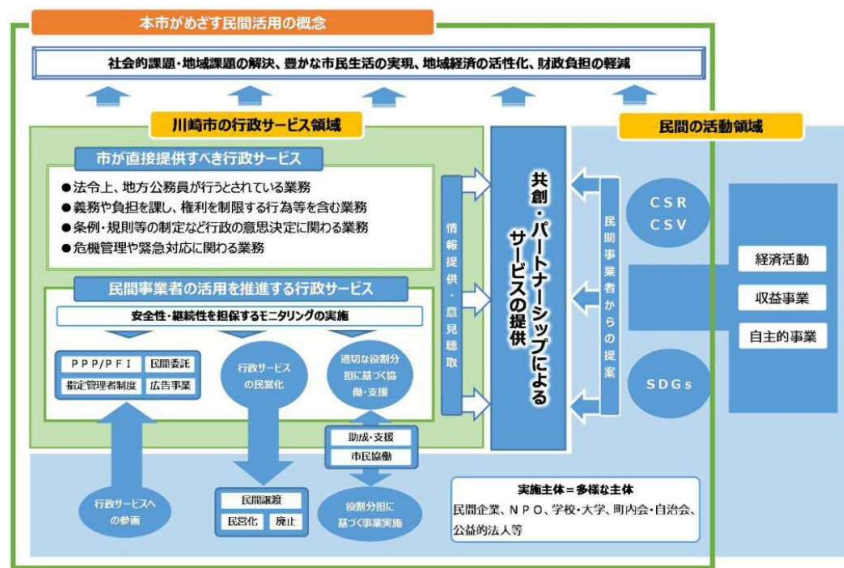 本市がめざす民間活用の概念
社会的課題・地域課題の解決、豊かな市民生活の実現、地域経済の活性化、財政負担の軽減
川崎市の行政サービス領域
民間の活動領域
市が直接提供すべき行政サービス
●法令上、地方公務員が行うとされている業務
●義務や負担を課し、権利を制限する行為等を含む業務
●条例・規則等の制定など行政の意思決定に関わる業務
●危機管理や緊急対応に関わる業務
民間事業者の活用を推進する行政サービス
安全性・継続性を担保するモニタリングの実施
PPP/PFI
民間委託
指定管理者制度
広告事業
行政サービス
の民営化
適切な役割分
担に基づく協
働・支援
助成・支援
市民協働
行政サービスへ
の参画
民間譲渡
民営化
廃止
役割分担に
基づく事業実施
情報提供・意見聴取
共創・パートナーシップによる
サービスの提供
民間事業者からの提案
CSR
CSV
SDGs
経済活動
収益事業
自主的事業
実施主体=多様な主体
民間企業、NPO、学校・大学、町内会・自治会、
公益的法人等